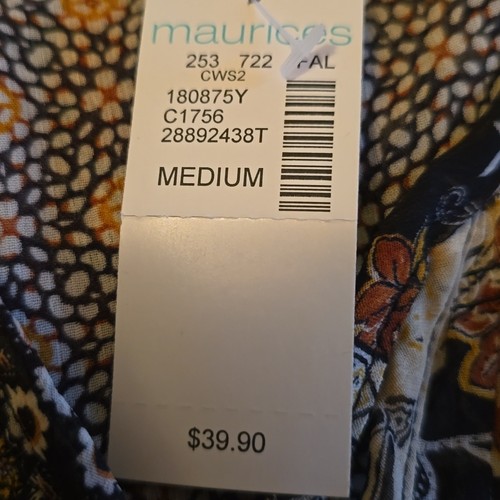 maurices
253 722 FAL
CWS2
180875Y
C1756
28892438T
MEDIUM
$39.90